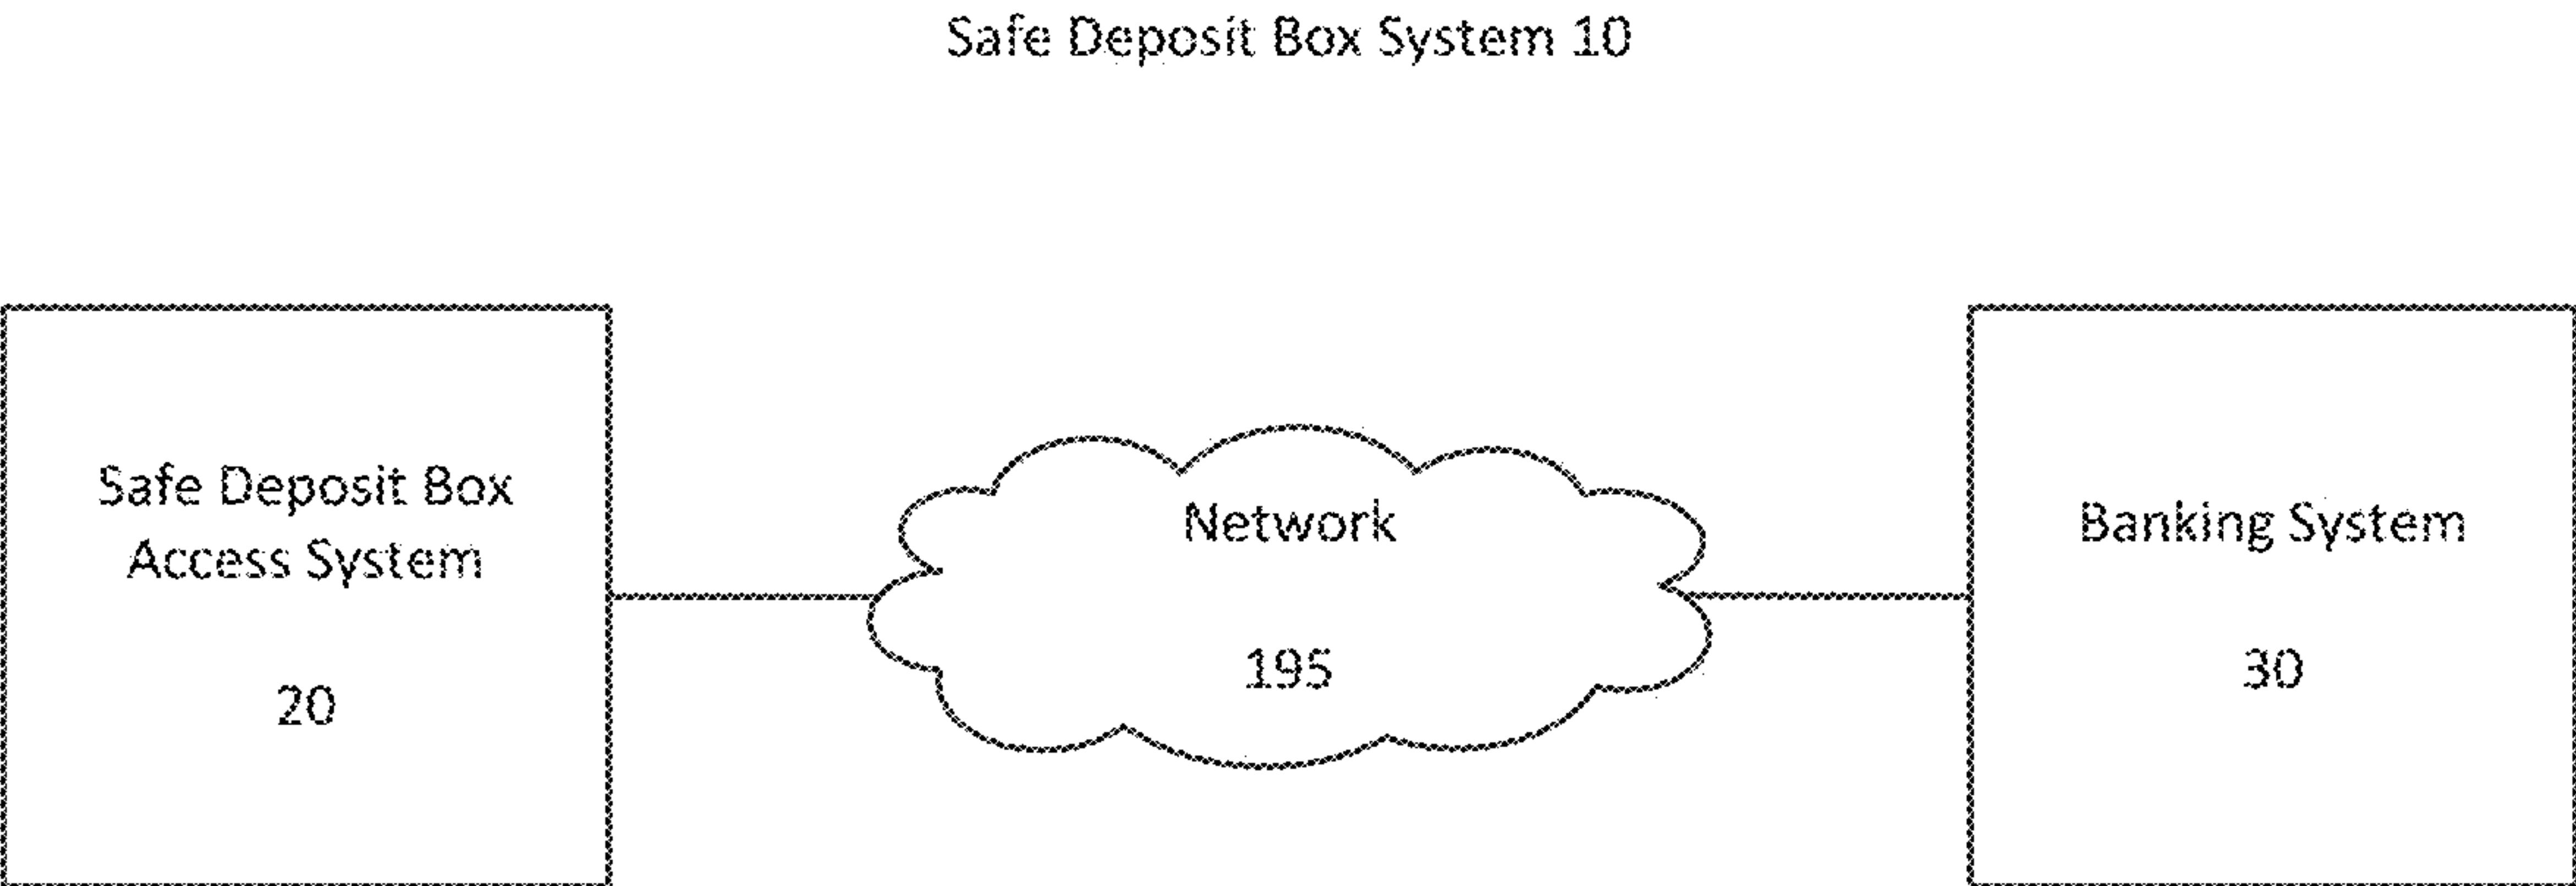 Safe Deposit Box System 10
Safe Deposit Box
Access System
20
Network
195
Banking System
30